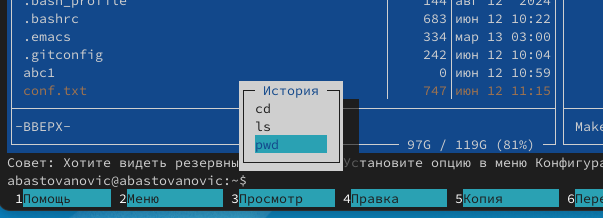 .bash_profile 144 авг 12 2024
.bashrc 683 июн 12 10:22
.emacs 334 мар 13 03:00
.gitconfig 242 июн 12 10:04
abc1 0 июн 12 10:59
conf.txt 747 июн 12 11:15
История
cd
ls
pwd
-ВВЕРХ-
Make
97G / 119G (81%)
Совет: Хотите видеть резервны Установите опцию в меню Конфигура
abastovanovic@abastovanovic:~$
1Помощь 2Меню 3Просмотр 4Правка 5Копия 6Пере